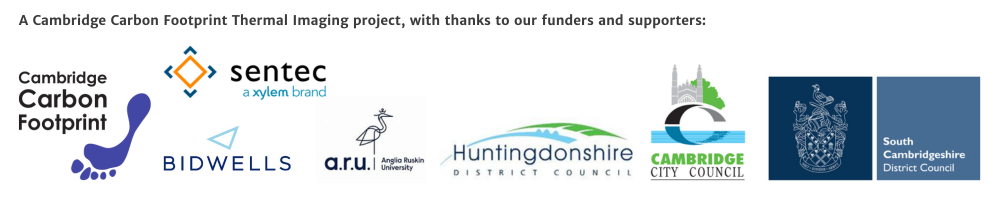 A Cambridge Carbon Footprint Thermal Imaging project, with thanks to our funders and supporters:
Cambridge
Carbon
Footprint
sentec
a xylem brand
BIDWELLS
a.r.u.
Anglia Ruskin
University
Huntingdonshire
DISTRICT COUNCIL
CAMBRIDGE
CITY COUNCIL
South
Cambridgeshire
District Council